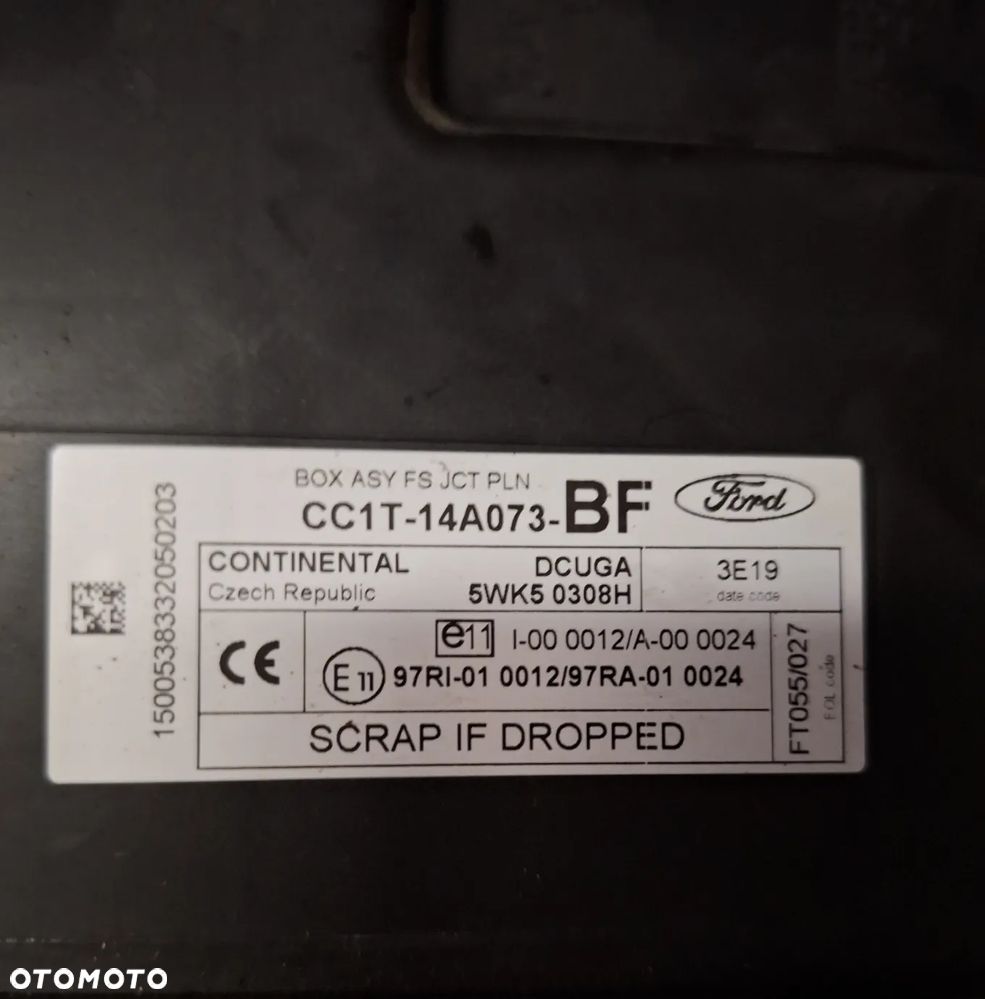 BOX ASY FS JCT PLN
CC1T-14A073-BF
Ford
CONTINENTAL
Czech Republic
DCUGA
5WK5 0308H
3E19
date code
CE
e11 I-00 0012/A-00 0024
E11 97RI-01 0012/97RA-01 0024
SCRAP IF DROPPED
FT055/027
EOL code
15005383320502​03
OTOMOTO